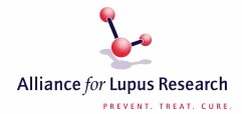 Alliance for Lupus Research
PREVENT. TREAT. CURE.